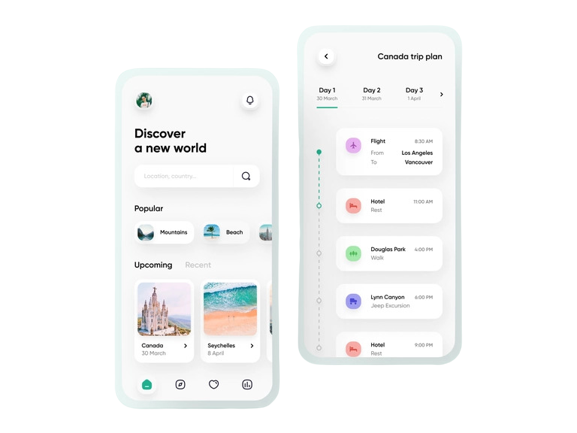 Discover
a new world
Location, country...
Popular
Mountains
Beach
Upcoming Recent
Canada
30 March
Seychelles
8 April
Canada trip plan
Day 1 Day 2 Day 3
30 March 31 March 1 April
Flight 8:30 AM
From Los Angeles
To Vancouver
Hotel 11:00 AM
Rest
Douglas Park 4:00 PM
Walk
Lynn Canyon 6:00 PM
Jeep Excursion
Hotel 9:00 PM
Rest